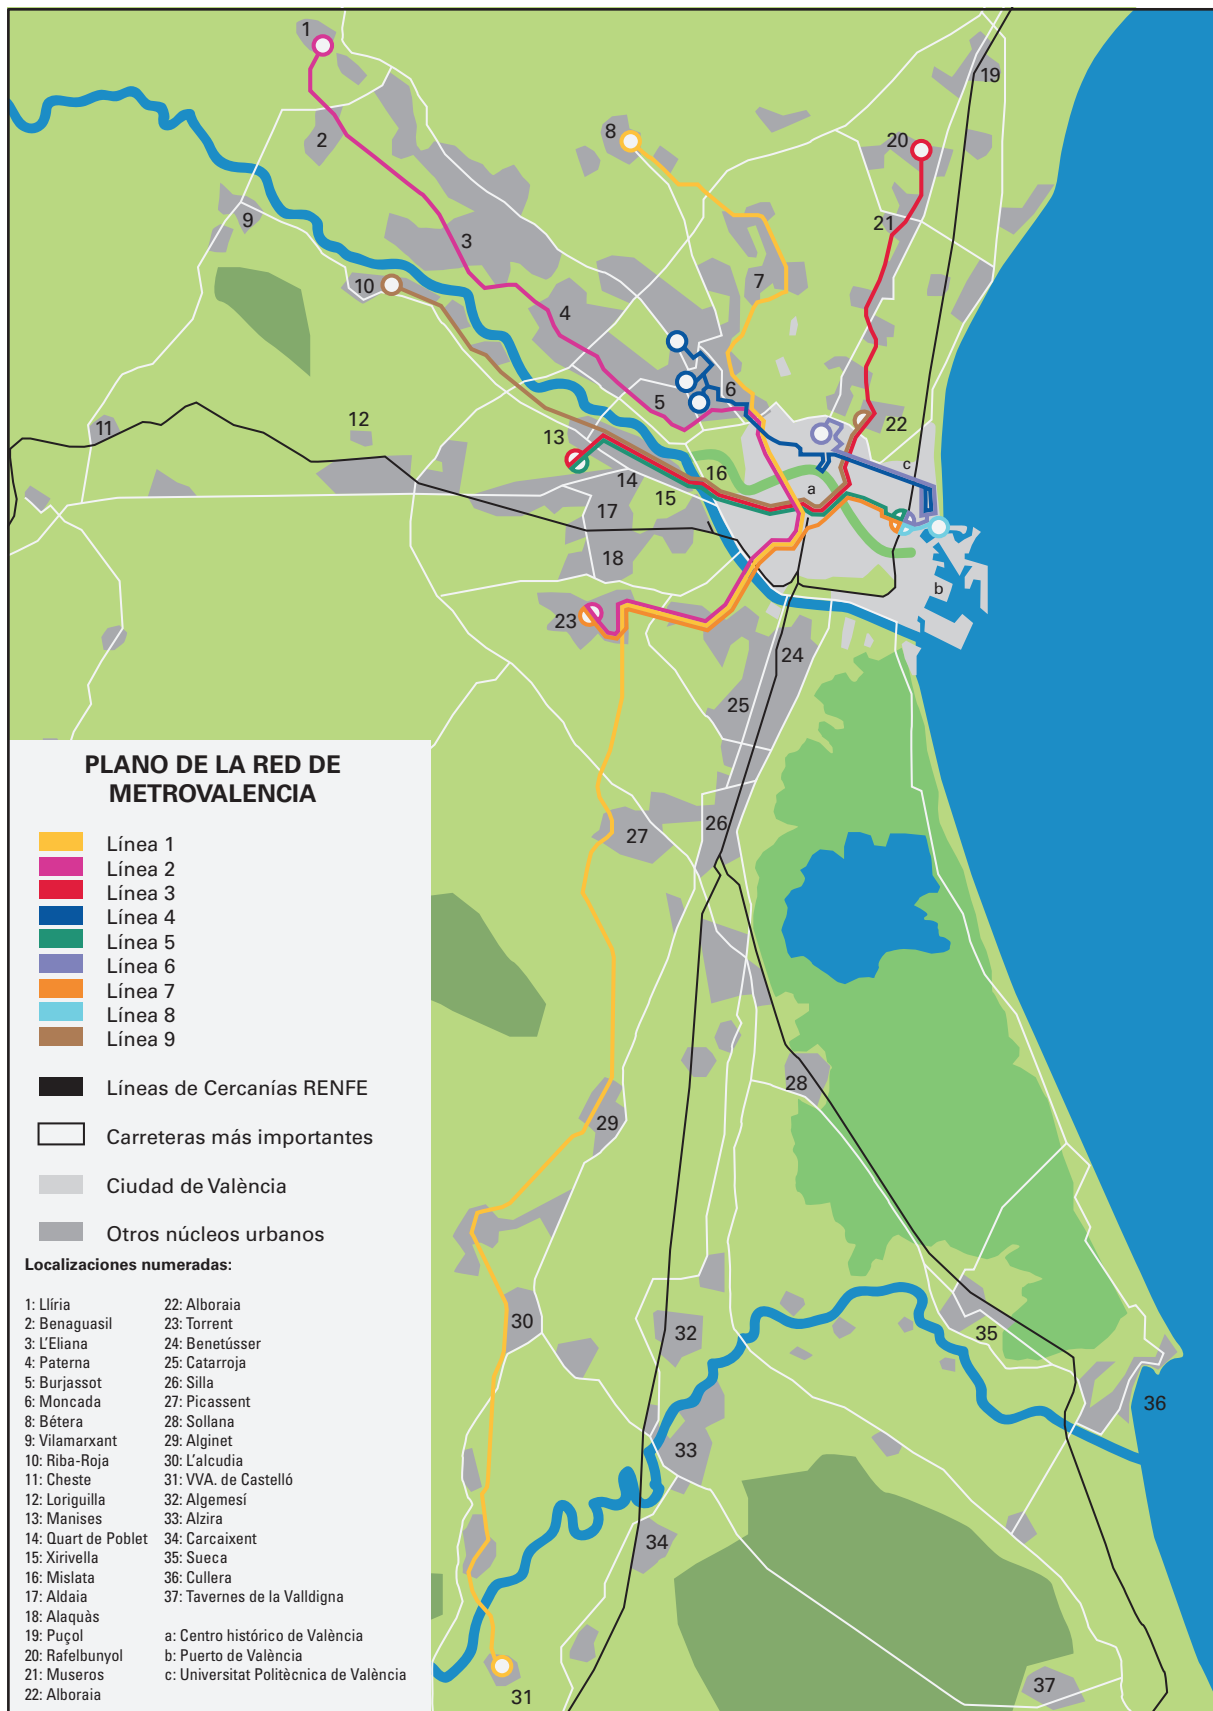 1
19
8
20
2
21
9
3
7
10
4
6
5
22
11
12
13
c
16
14
a
15
17
18
b
23
24
25
PLANO DE LA RED DE
METROVALENCIA
Línea 1
26
27
Línea 2
Línea 3
Línea 4
Línea 5
Línea 6
Línea 7
Línea 8
Línea 9
28
Líneas de Cercanías RENFE
29
Carreteras más importantes
Ciudad de València
Otros núcleos urbanos
Localizaciones numeradas:
1: Llíria
2: Benaguasil
3: L'Eliana
4: Paterna
5: Burjassot
6: Moncada
8: Bétera
9: Vilamarxant
10: Riba-Roja
11: Cheste
12: Loriguilla
13: Manises
14: Quart de Poblet
15: Xirivella
16: Mislata
17: Aldaia
18: Alaquàs
19: Puçol
20: Rafelbunyol
21: Museros
22: Alboraia
22: Alboraia
23: Torrent
24: Benetússer
25: Catarroja
26: Silla
27: Picassent
28: Sollana
29: Alginet
30: L'alcudia
31: VVA. de Castelló
32: Algemesí
33: Alzira
34: Carcaixent
35: Sueca
36: Cullera
37: Tavernes de la Valldigna
a: Centro histórico de València
b: Puerto de València
c: Universitat Politècnica de València
30
32
35
36
33
34
37
31